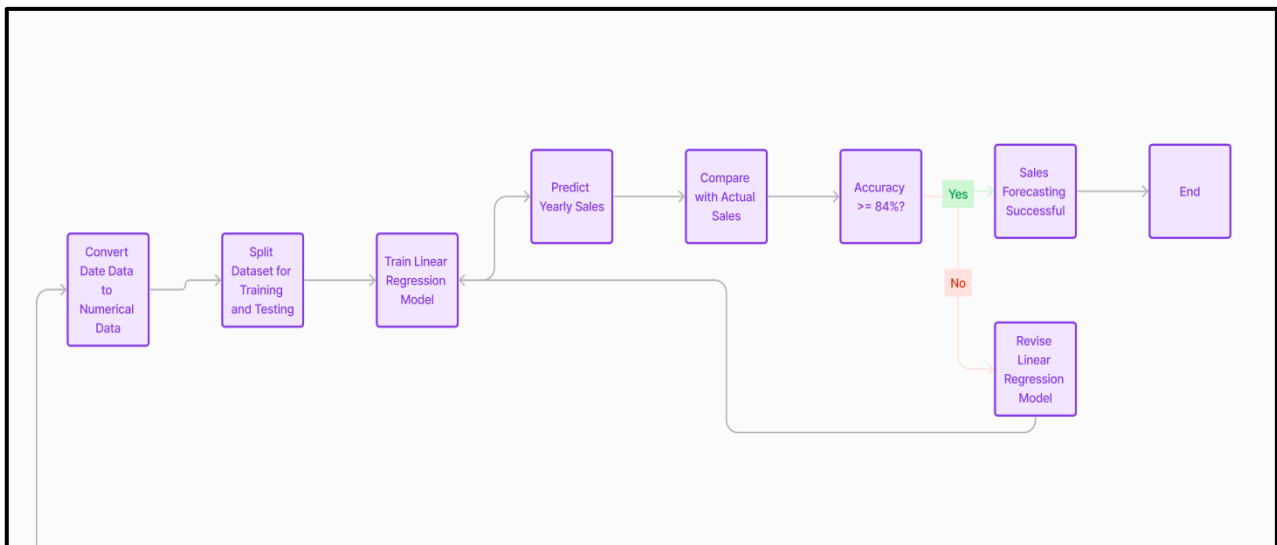 Convert
Date Data
to
Numerical
Data
Split
Dataset for
Training
and Testing
Train Linear
Regression
Model
Predict
Yearly Sales
Compare
with Actual
Sales
Accuracy
>= 84%?
Yes
Sales
Forecasting
Successful
End
No
Revise
Linear
Regression
Model